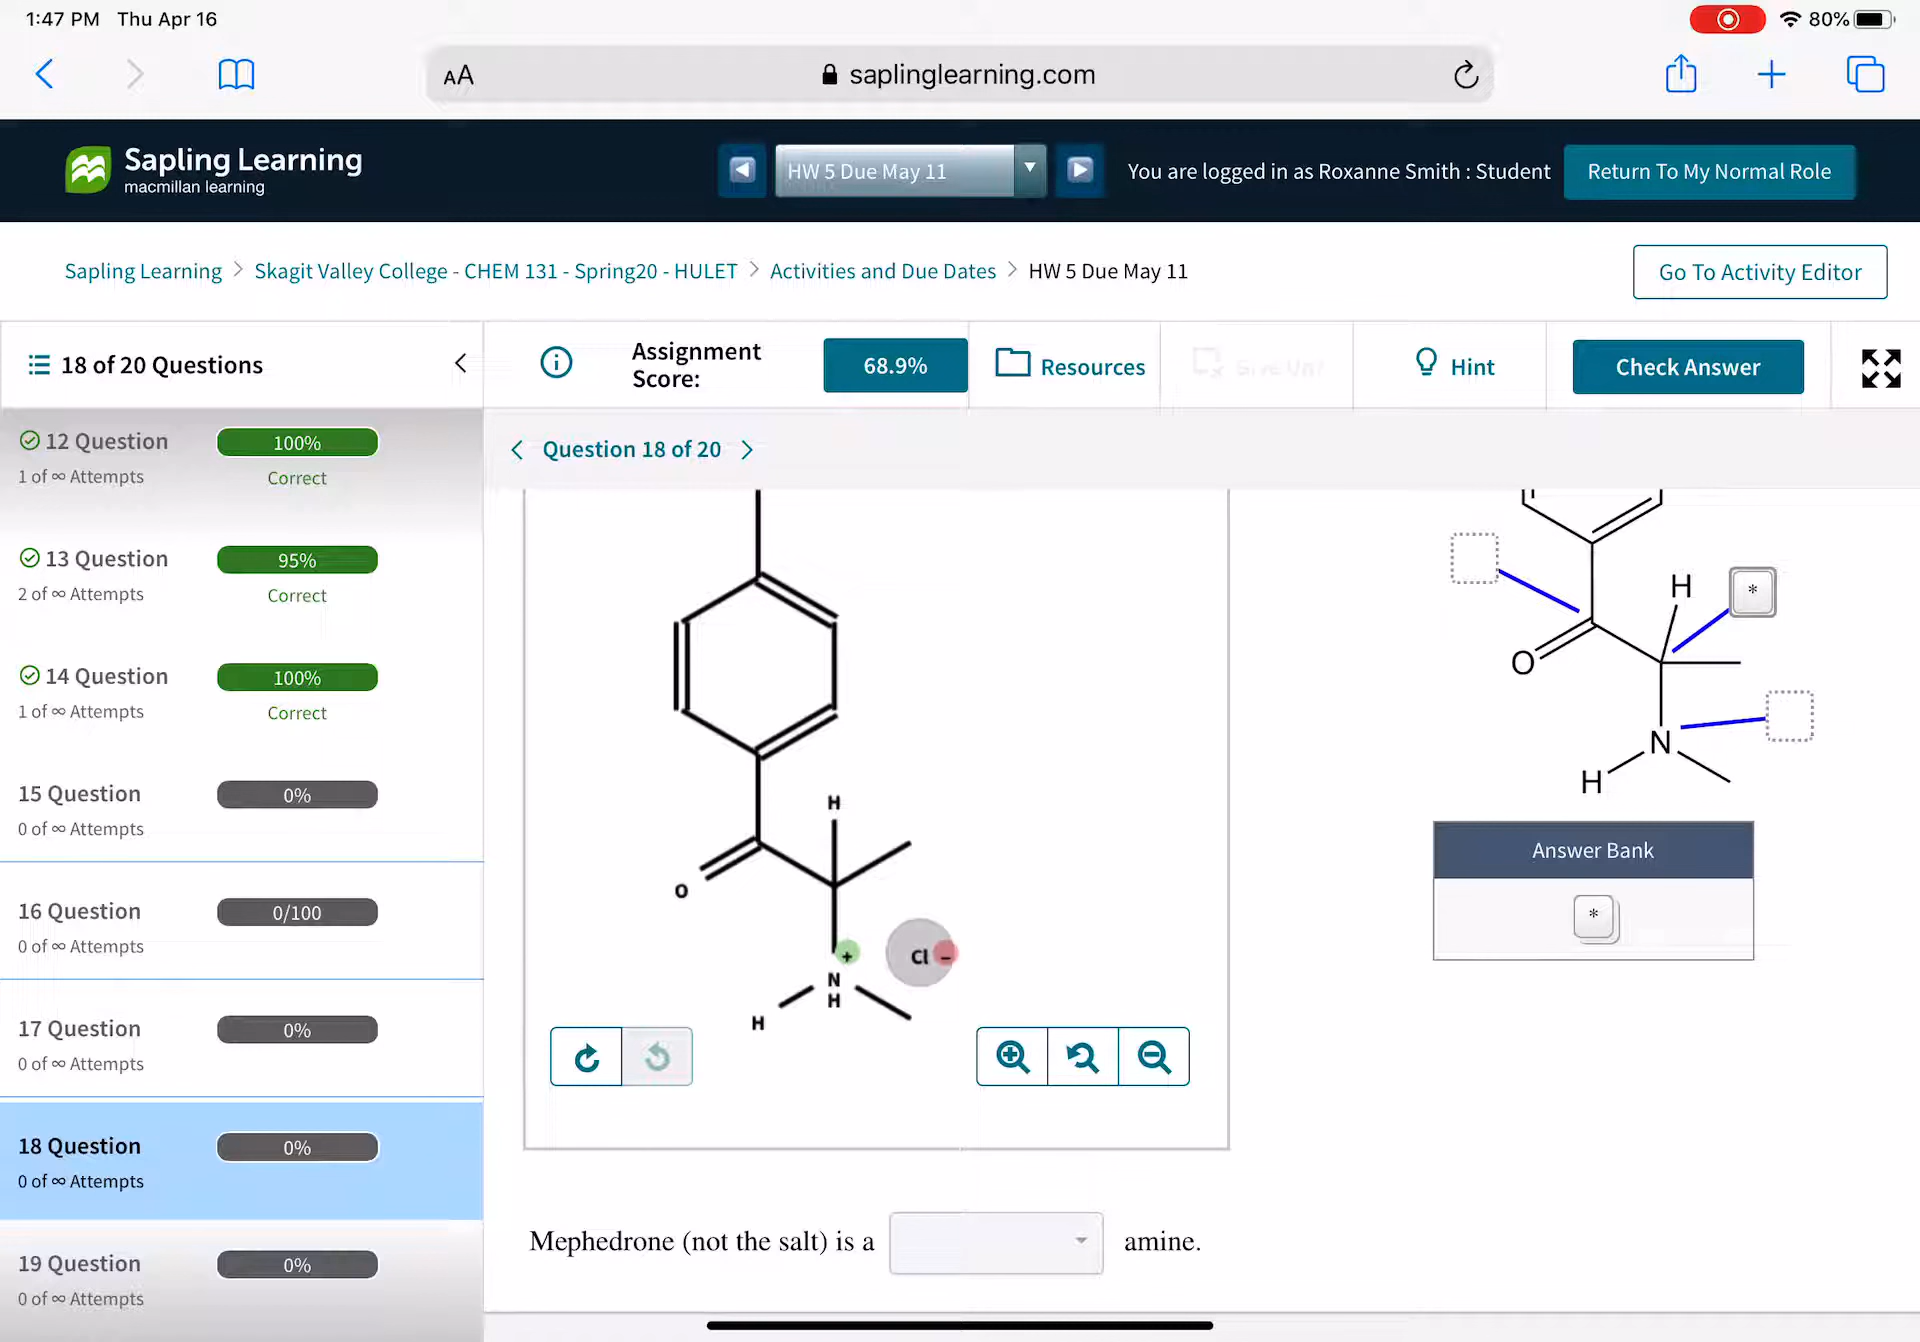 1:47 PM Thu Apr 16
80%
AA
saplinglearning.com
Sapling Learning
macmillan learning
HW 5 Due May 11
You are logged in as Roxanne Smith : Student
Return To My Normal Role
Sapling Learning > Skagit Valley College - CHEM 131 - Spring20 - HULET > Activities and Due Dates > HW 5 Due May 11
Go To Activity Editor
18 of 20 Questions
Assignment Score:
68.9%
Resources
Give Up?
Hint
Check Answer
12 Question
100%
1 of ∞ Attempts
Correct
13 Question
95%
2 of ∞ Attempts
Correct
14 Question
100%
1 of ∞ Attempts
Correct
15 Question
0%
0 of ∞ Attempts
16 Question
0/100
0 of ∞ Attempts
17 Question
0%
0 of ∞ Attempts
18 Question
0%
0 of ∞ Attempts
19 Question
0%
0 of ∞ Attempts
Question 18 of 20
H
O
Cl −
+
N
H
H
H
*
O
N
H
Answer Bank
*
Mephedrone (not the salt) is a
amine.